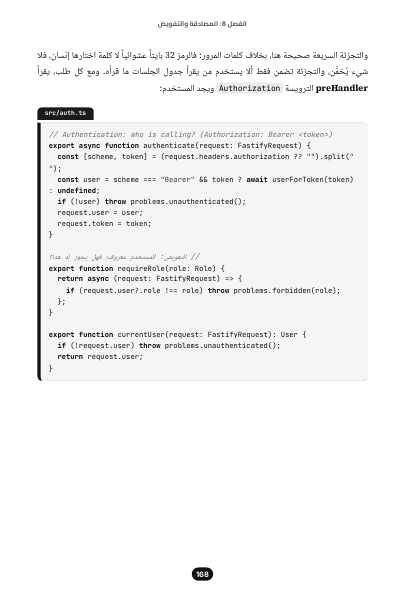 الفصل 8: المصادقة والتفويض
والتجزئة السريعة صحيحة هنا، بخلاف كلمات المرور: فالرمز 32 بايتاً عشوائياً لا كلمة اختارها إنسان، فلا
شيء يُخمَّن، والتجزئة تضمن فقط ألا يستخدم من يقرأ جدول الجلسات ما قرأه. ومع كل طلب، يقرأ
preHandler الترويسة Authorization ويجد المستخدم:
src/auth.ts
// Authentication: who is calling? (Authorization: Bearer <token>)
export async function authenticate(request: FastifyRequest) {
  const [scheme, token] = (request.headers.authorization ?? "").split("
");
  const user = scheme === "Bearer" && token ? await userForToken(token)
: undefined;
  if (!user) throw problems.unauthenticated();
  request.user = user;
  request.token = token;
}
// التفويض: المستخدم معروف، فهل يجوز له هذا؟
export function requireRole(role: Role) {
  return async (request: FastifyRequest) => {
    if (request.user?.role !== role) throw problems.forbidden(role);
  };
}
export function currentUser(request: FastifyRequest): User {
  if (!request.user) throw problems.unauthenticated();
  return request.user;
}
168